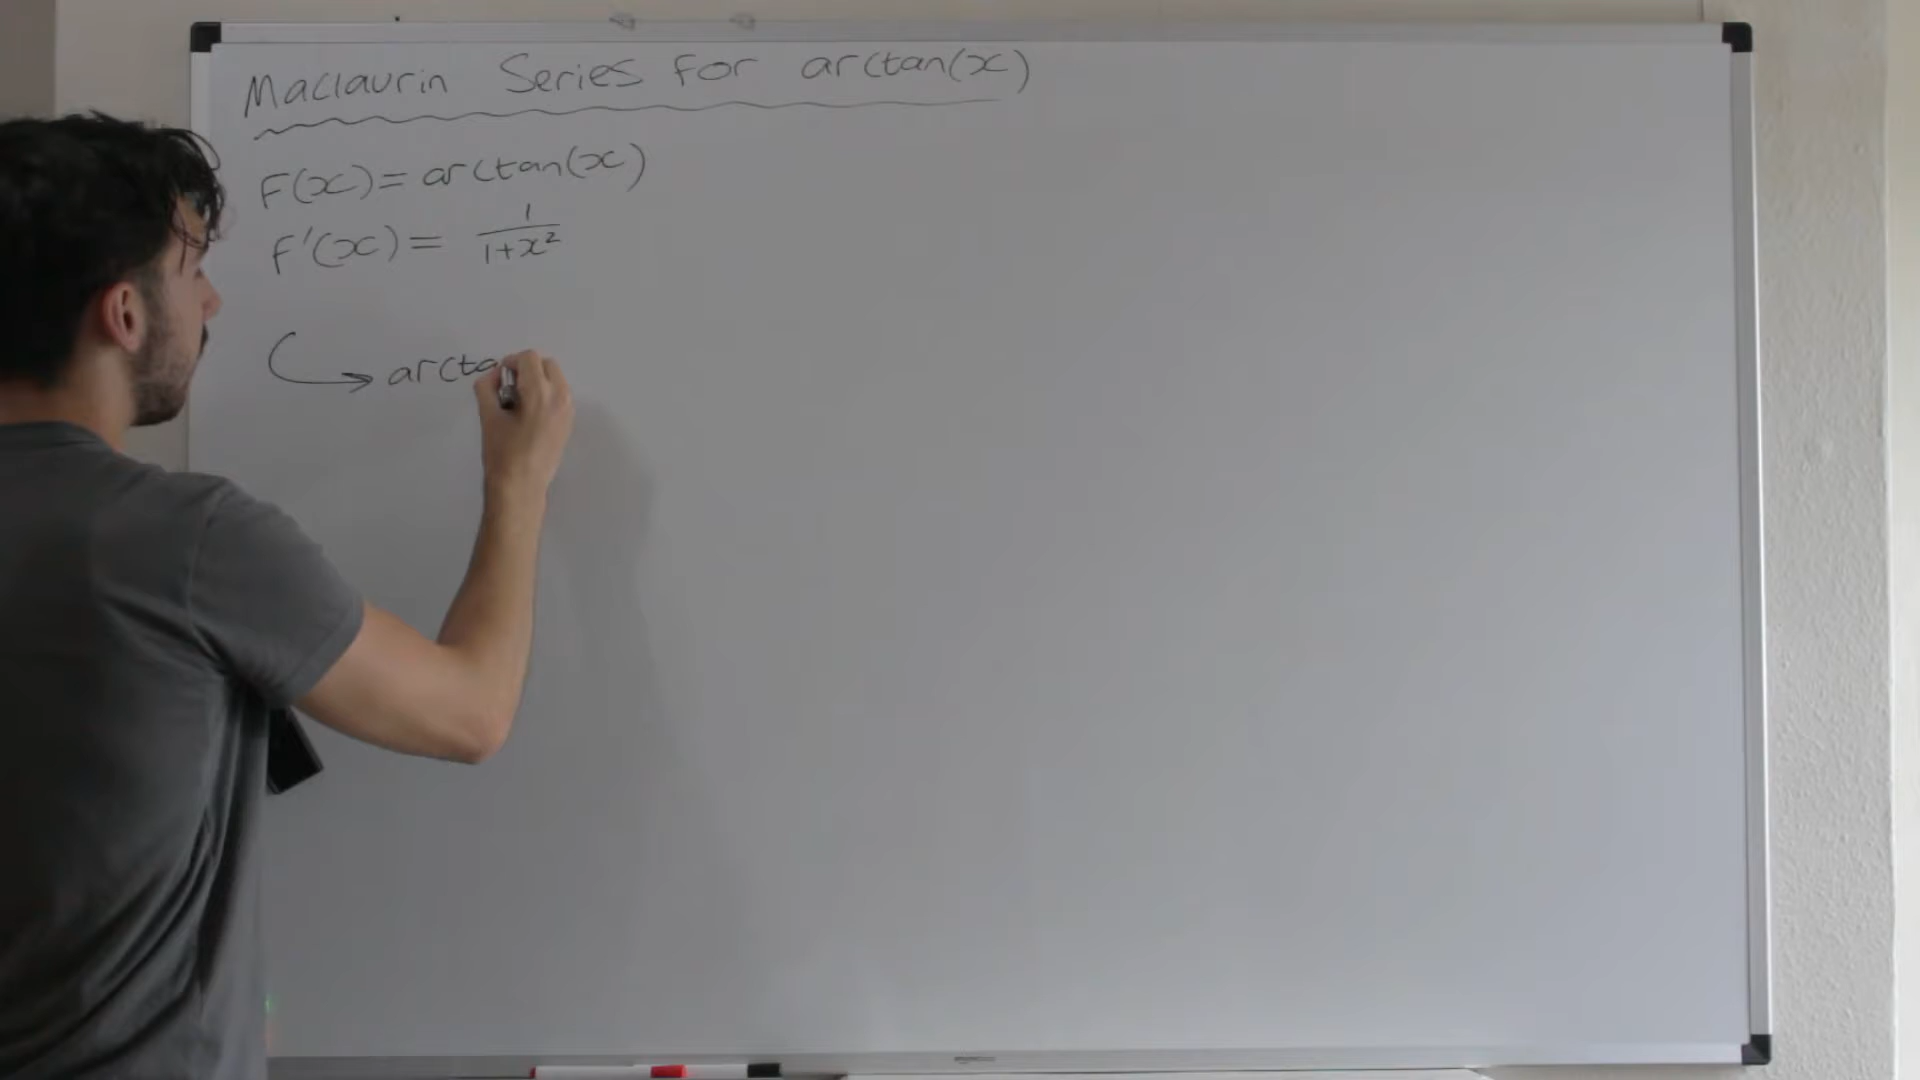 Maclaurin Series For arctan(x)
F(x) = arctan(x)
F'(x) = 1/(1+x²)
↪ arcta